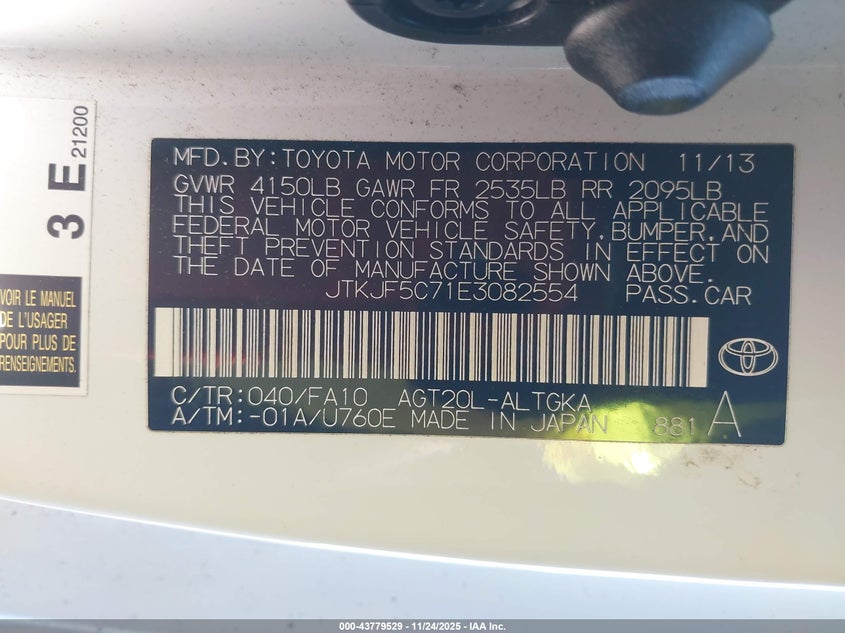 3 E
21200
VOIR LE MANUEL
DE L'USAGER
POUR PLUS DE
RENSEIGNEMENTS.
MFD.BY:TOYOTA MOTOR CORPORATION 11/13
GVWR 4150LB GAWR FR 2535LB RR 2095LB
THIS VEHICLE CONFORMS TO ALL APPLICABLE
FEDERAL MOTOR VEHICLE SAFETY,BUMPER,AND
THEFT PREVENTION STANDARDS IN EFFECT ON
THE DATE OF MANUFACTURE SHOWN ABOVE.
JTKJF5C71E3082554 PASS.CAR
C/TR:040/FA10 AGT20L-ALTGKA
A/TM:-01A/U760E MADE IN JAPAN 881 A
000-43779529 - 11/24/2025 - IAA Inc.